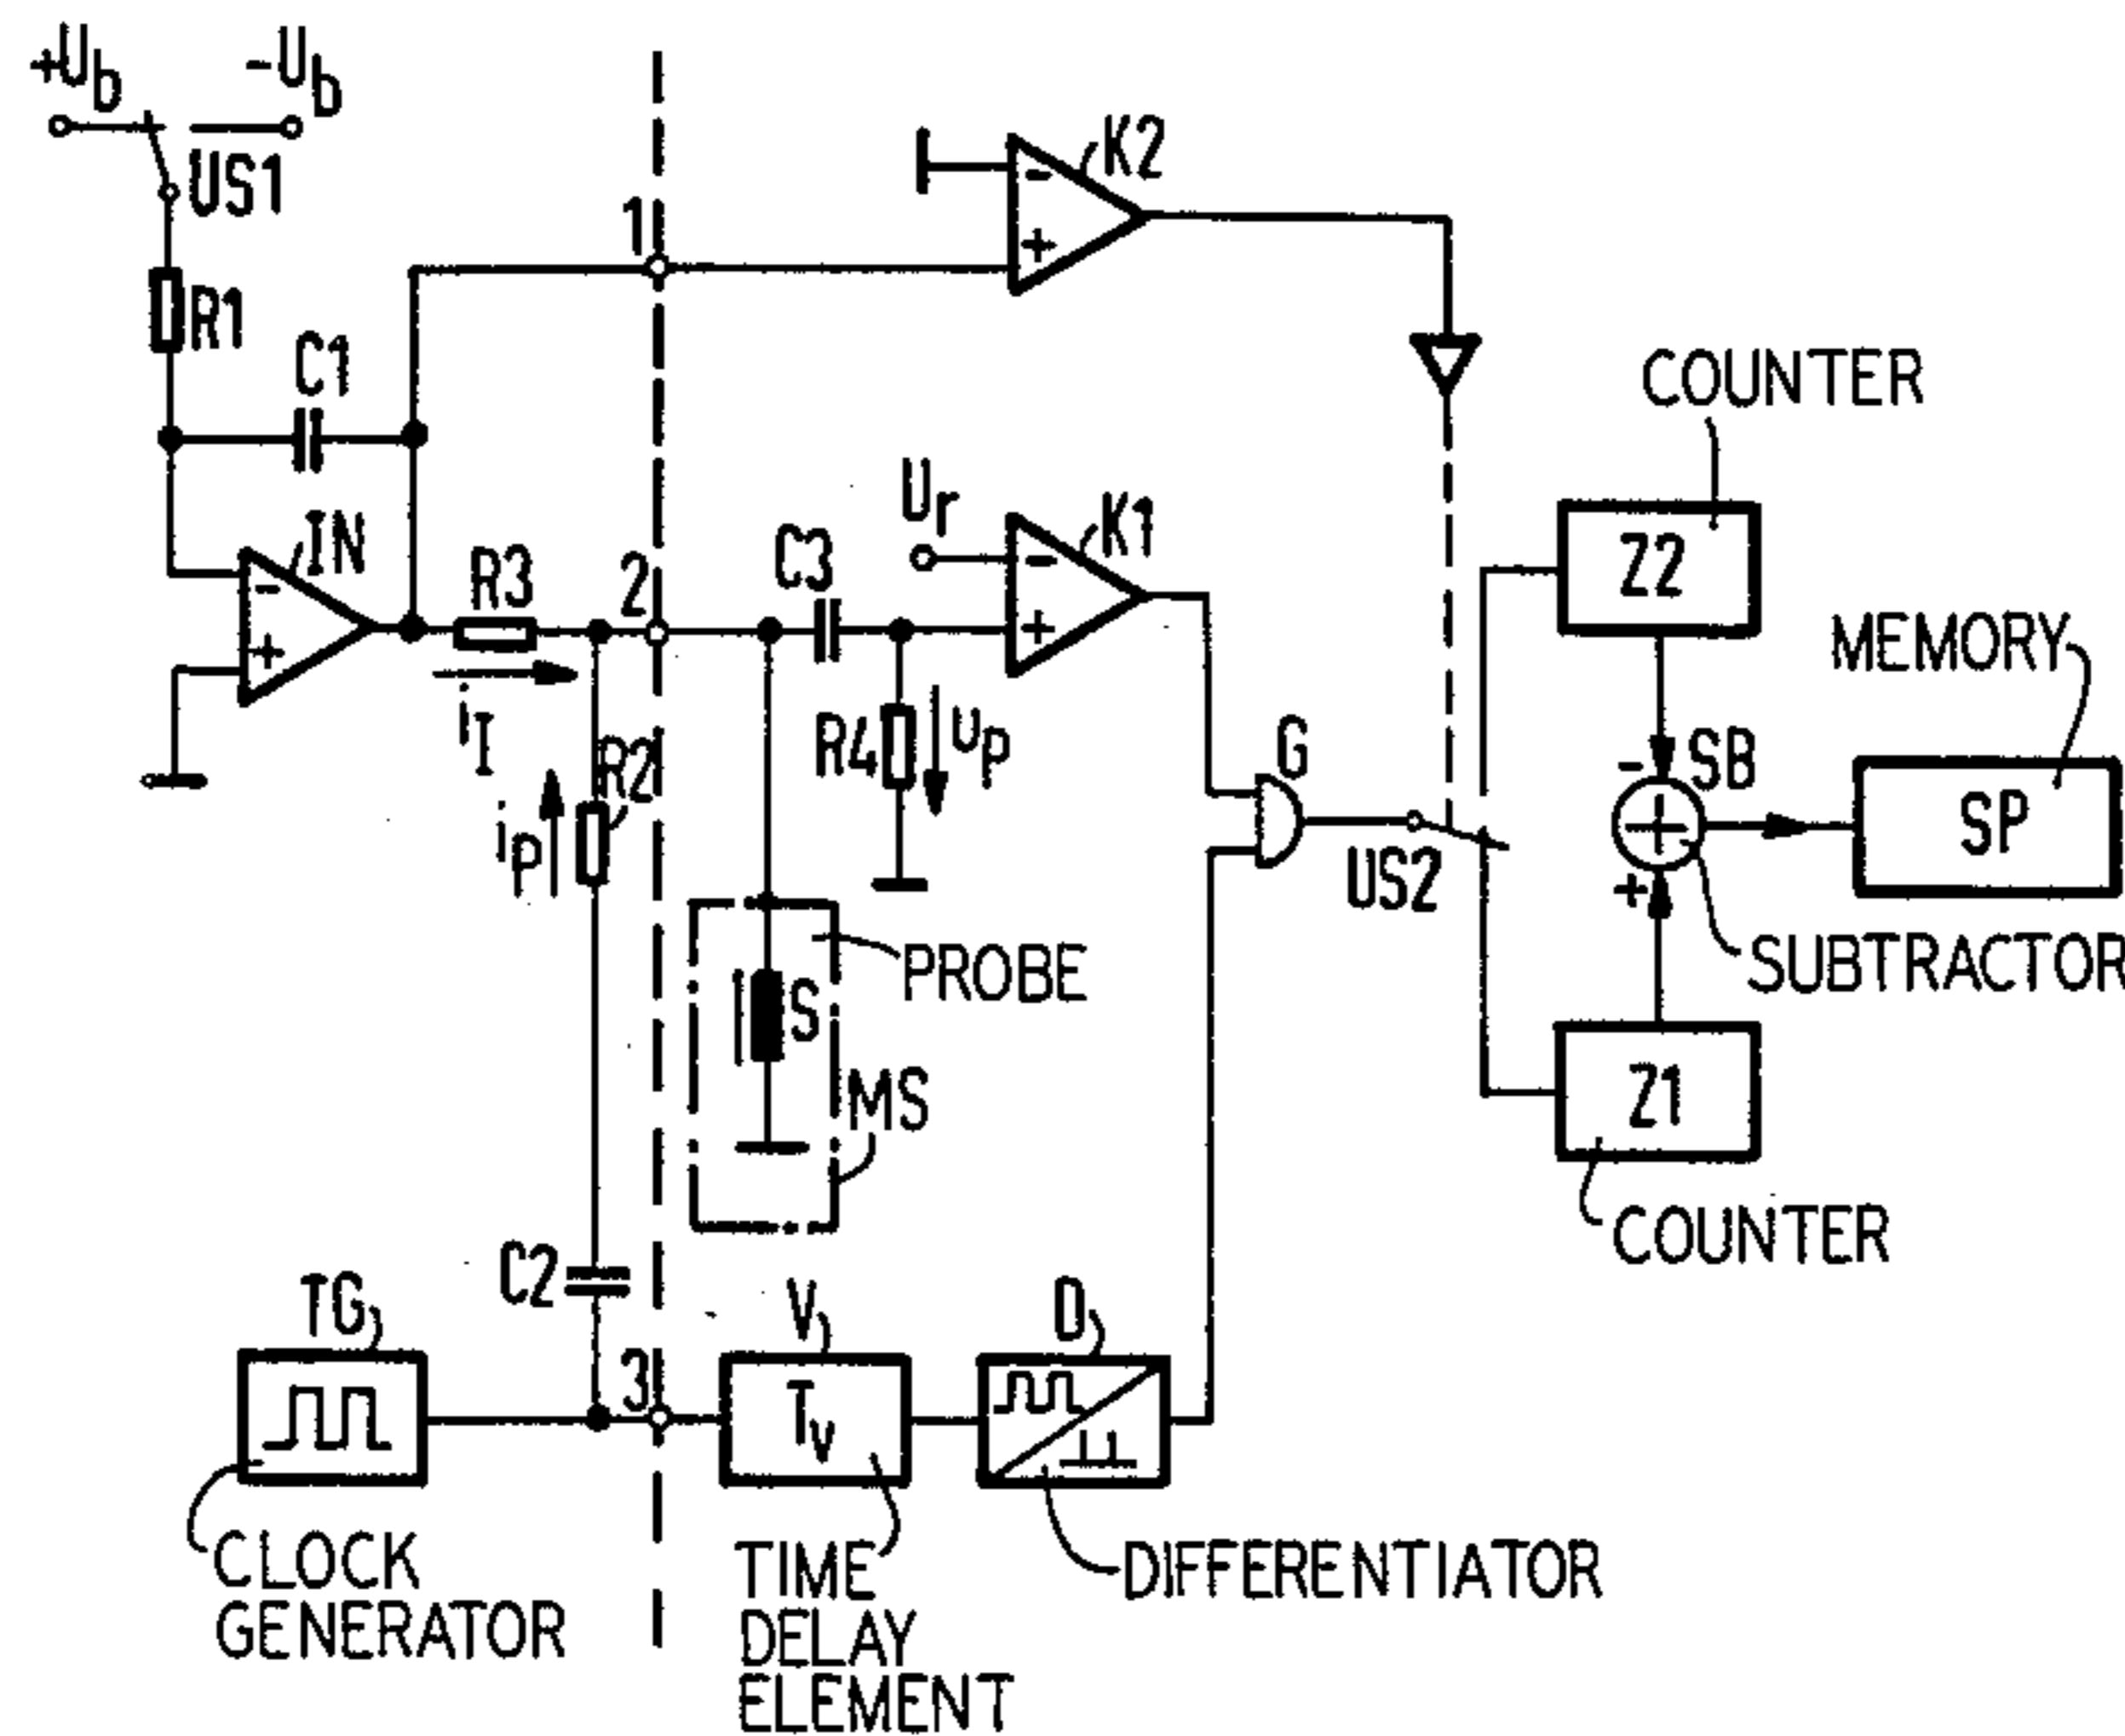 +Ub
-Ub
US1
R1
C1
IN
R3
iI
iP
R2
C2
TG
CLOCK
GENERATOR
1
2
3
K2
Ur
K1
C3
R4
uP
PROBE
S
MS
V
Tv
TIME
DELAY
ELEMENT
D
DIFFERENTIATOR
G
US2
COUNTER
Z2
MEMORY
SB
SP
SUBTRACTOR
Z1
COUNTER